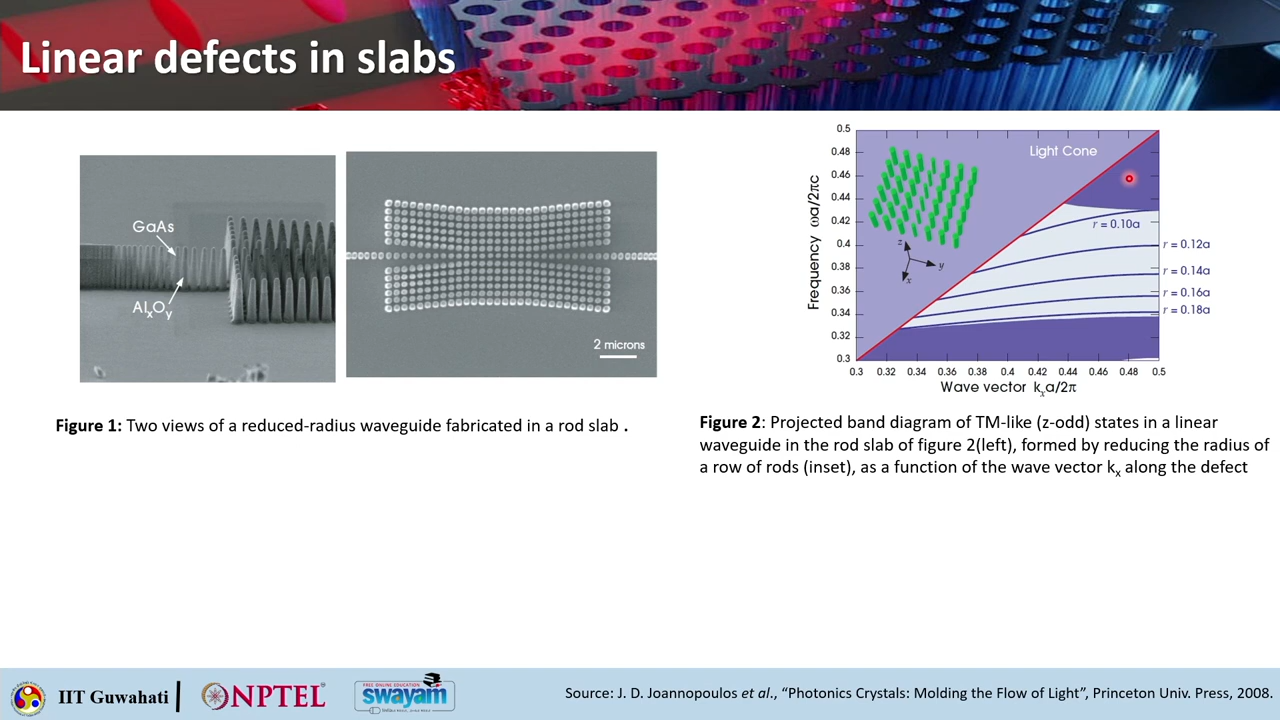 Linear defects in slabs
GaAs
AlxOy
2 microns
Figure 1: Two views of a reduced-radius waveguide fabricated in a rod slab .
0.5
0.48
0.46
0.44
0.42
0.4
0.38
0.36
0.34
0.32
0.3
Frequency ωa/2πc
Light Cone
z
y
x
r = 0.10a
r = 0.12a
r = 0.14a
r = 0.16a
r = 0.18a
0.3 0.32 0.34 0.36 0.38 0.4 0.42 0.44 0.46 0.48 0.5
Wave vector kxa/2π
Figure 2: Projected band diagram of TM-like (z-odd) states in a linear
waveguide in the rod slab of figure 2(left), formed by reducing the radius of
a row of rods (inset), as a function of the wave vector kx along the defect
IIT Guwahati
NPTEL
FREE ONLINE EDUCATION
swayam
Source: J. D. Joannopoulos et al., “Photonics Crystals: Molding the Flow of Light”, Princeton Univ. Press, 2008.